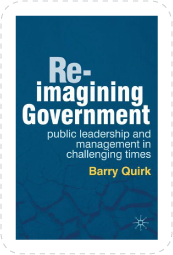 Re-
imagining
Government
public leadership and
management in
challenging times
Barry Quirk